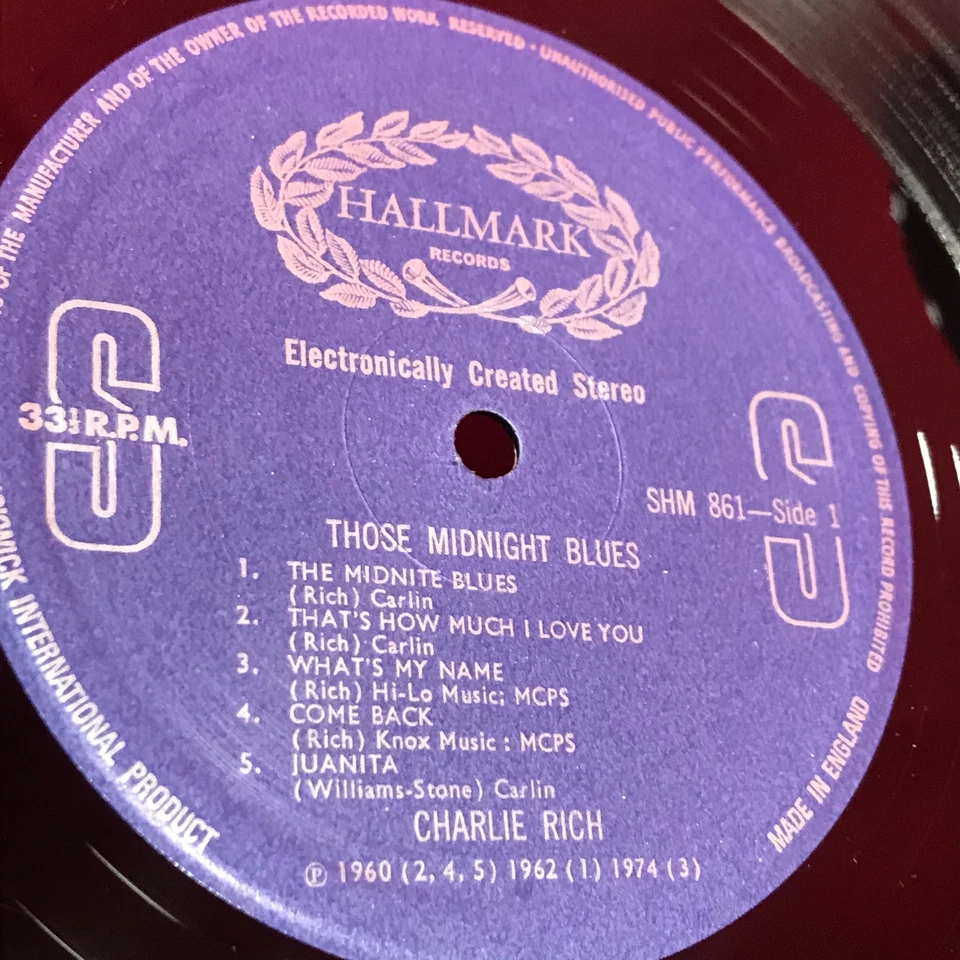 OF THE MANUFACTURER AND OF THE OWNER OF THE RECORDED WORK RESERVED · UNAUTHORISED PUBLIC PERFORMANCE BROADCASTING AND COPYING OF THIS RECORD PROHIBITED
HALLMARK
RECORDS
Electronically Created Stereo
S
33⅓ R.P.M.
S
SHM 861—Side 1
THOSE MIDNIGHT BLUES
1. THE MIDNITE BLUES
(Rich) Carlin
2. THAT'S HOW MUCH I LOVE YOU
(Rich) Carlin
3. WHAT'S MY NAME
(Rich) Hi-Lo Music; MCPS
4. COME BACK
(Rich) Knox Music : MCPS
5. JUANITA
(Williams-Stone) Carlin
CHARLIE RICH
℗ 1960 (2, 4, 5) 1962 (1) 1974 (3)
INTERNATIONAL PRODUCT
MADE IN ENGLAND